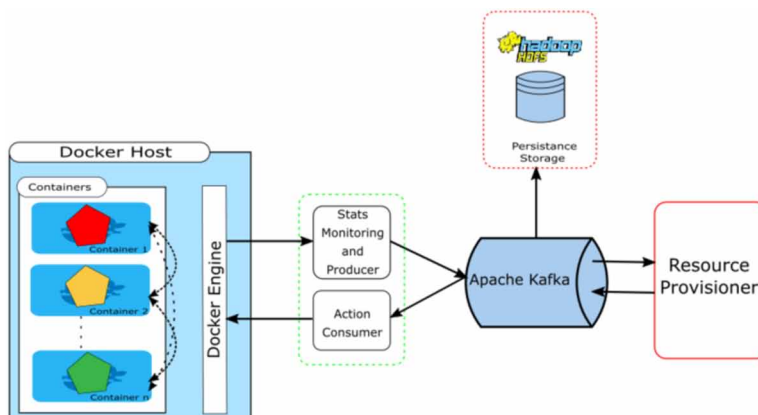 hadoop
HDFS
Persistance
Storage
Docker Host
Containers
Container 1
Container 2
Container n
Docker Engine
Stats
Monitoring
and
Producer
Action
Consumer
Apache Kafka
Resource
Provisioner